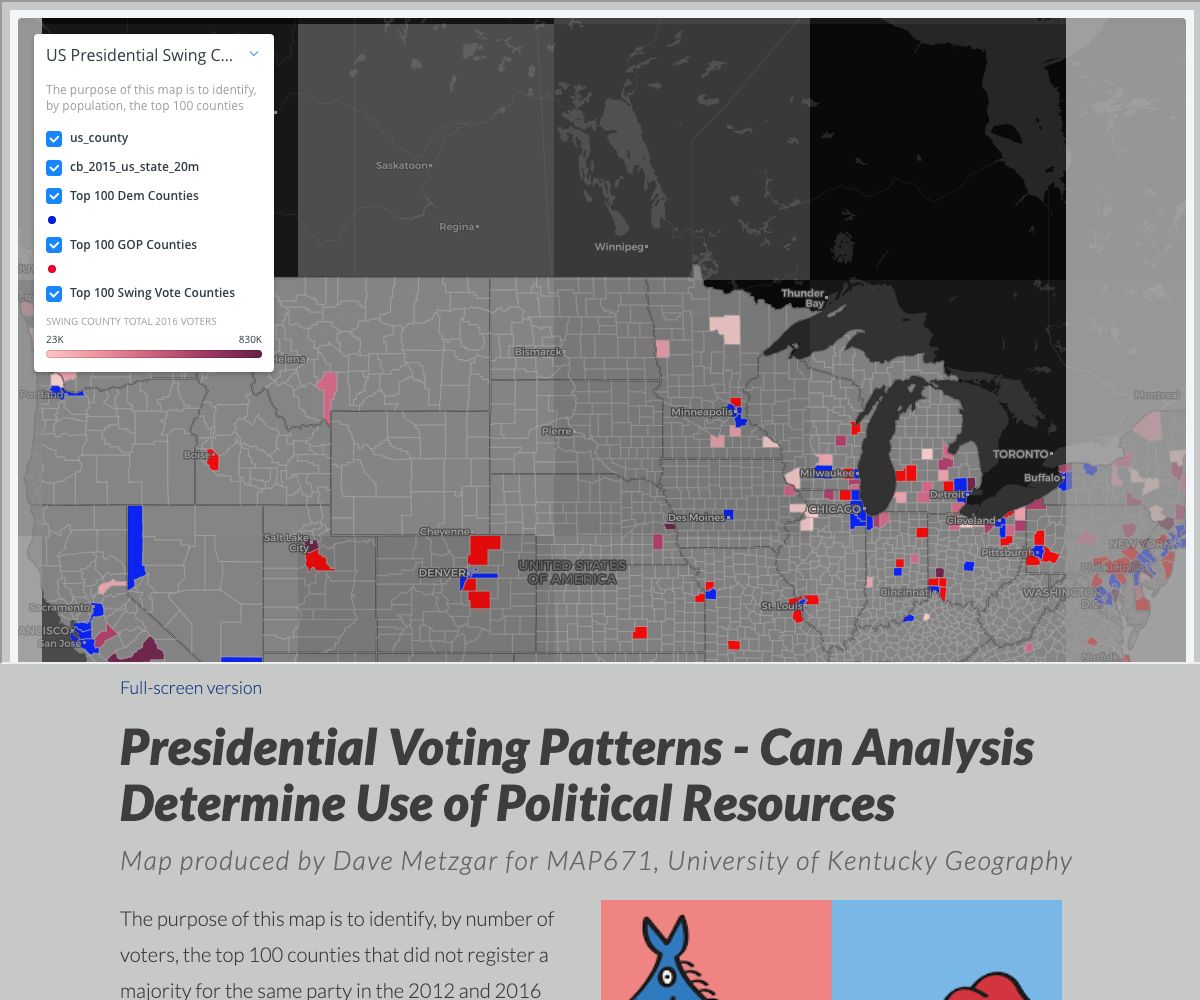 US Presidential Swing C...
The purpose of this map is to identify,
by population, the top 100 counties
us_county
cb_2015_us_state_20m
Top 100 Dem Counties
Top 100 GOP Counties
Top 100 Swing Vote Counties
SWING COUNTY TOTAL 2016 VOTERS
23K 830K
Saskatoon
Regina
Winnipeg
Thunder
Bay
Helena
Bismarck
Portland
Montreal
Minneapolis
Pierre
Boise
TORONTO
Milwaukee
Buffalo
Detroit
CHICAGO
Des Moines
Cleveland
Cheyenne
Salt Lake
City
NEW YORK
Pittsburgh
UNITED STATES
OF AMERICA
DENVER
Philadelphia
Cincinnati
WASHINGTON
D.C.
Sacramento
St. Louis
ANCISCO
San Jose
Norfolk
Full-screen version
Presidential Voting Patterns - Can Analysis
Determine Use of Political Resources
Map produced by Dave Metzgar for MAP671, University of Kentucky Geography
The purpose of this map is to identify, by number of
voters, the top 100 counties that did not register a
majority for the same party in the 2012 and 2016